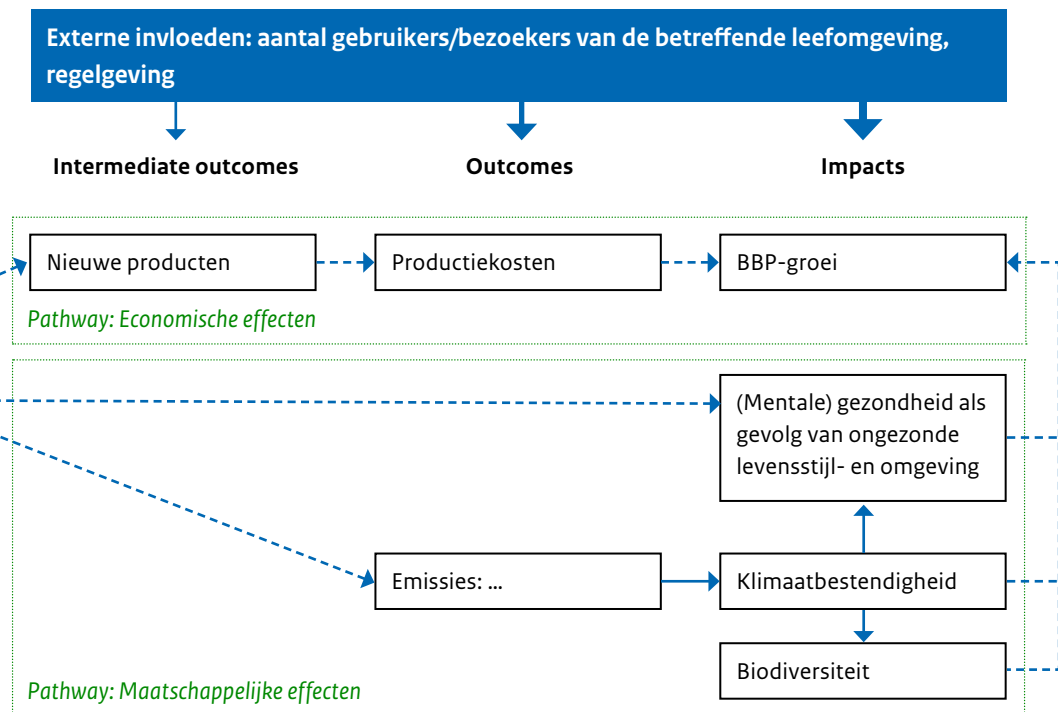 Externe invloeden: aantal gebruikers/bezoekers van de betreffende leefomgeving,
regelgeving
Intermediate outcomes
Outcomes
Impacts
Nieuwe producten
Productiekosten
BBP-groei
Pathway: Economische effecten
(Mentale) gezondheid als
gevolg van ongezonde
levensstijl- en omgeving
Emissies: ...
Klimaatbestendigheid
Biodiversiteit
Pathway: Maatschappelijke effecten